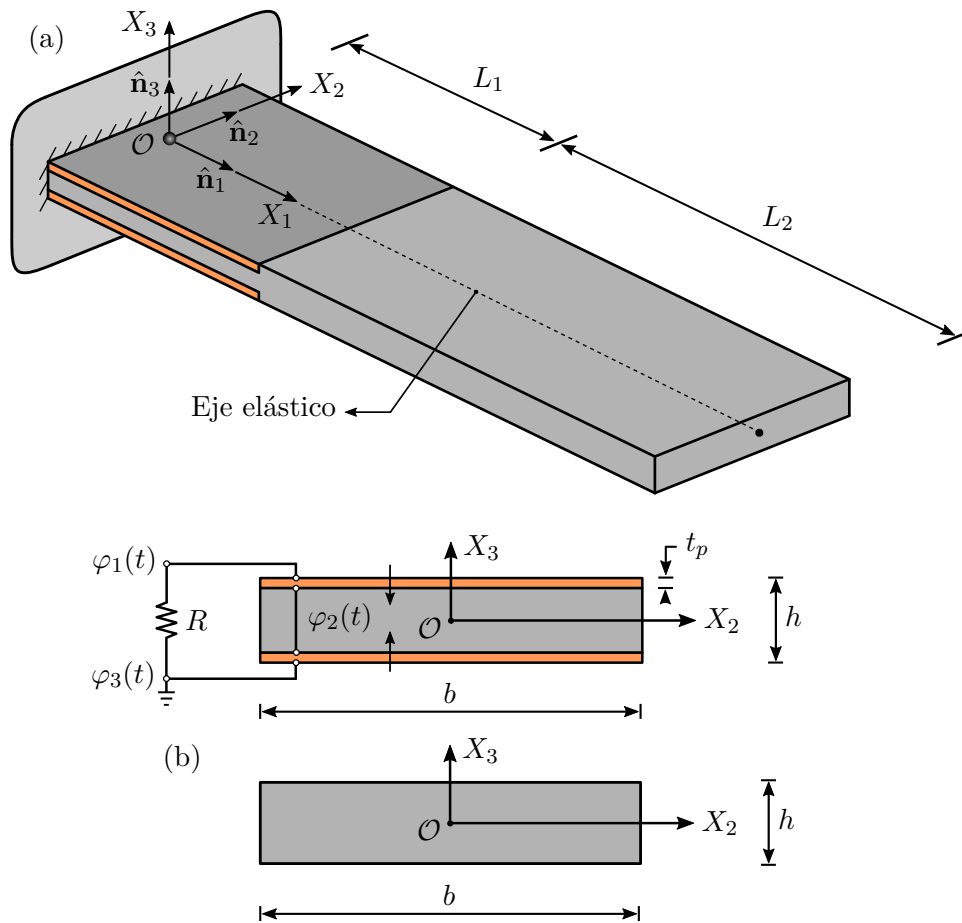 (a)
X₃
n̂₃
X₂
n̂₂
O
n̂₁
X₁
L₁
L₂
Eje elástico
φ₁(t)
R
φ₃(t)
φ₂(t)
X₃
O
X₂
tₚ
h
b
(b)
X₃
O
X₂
h
b